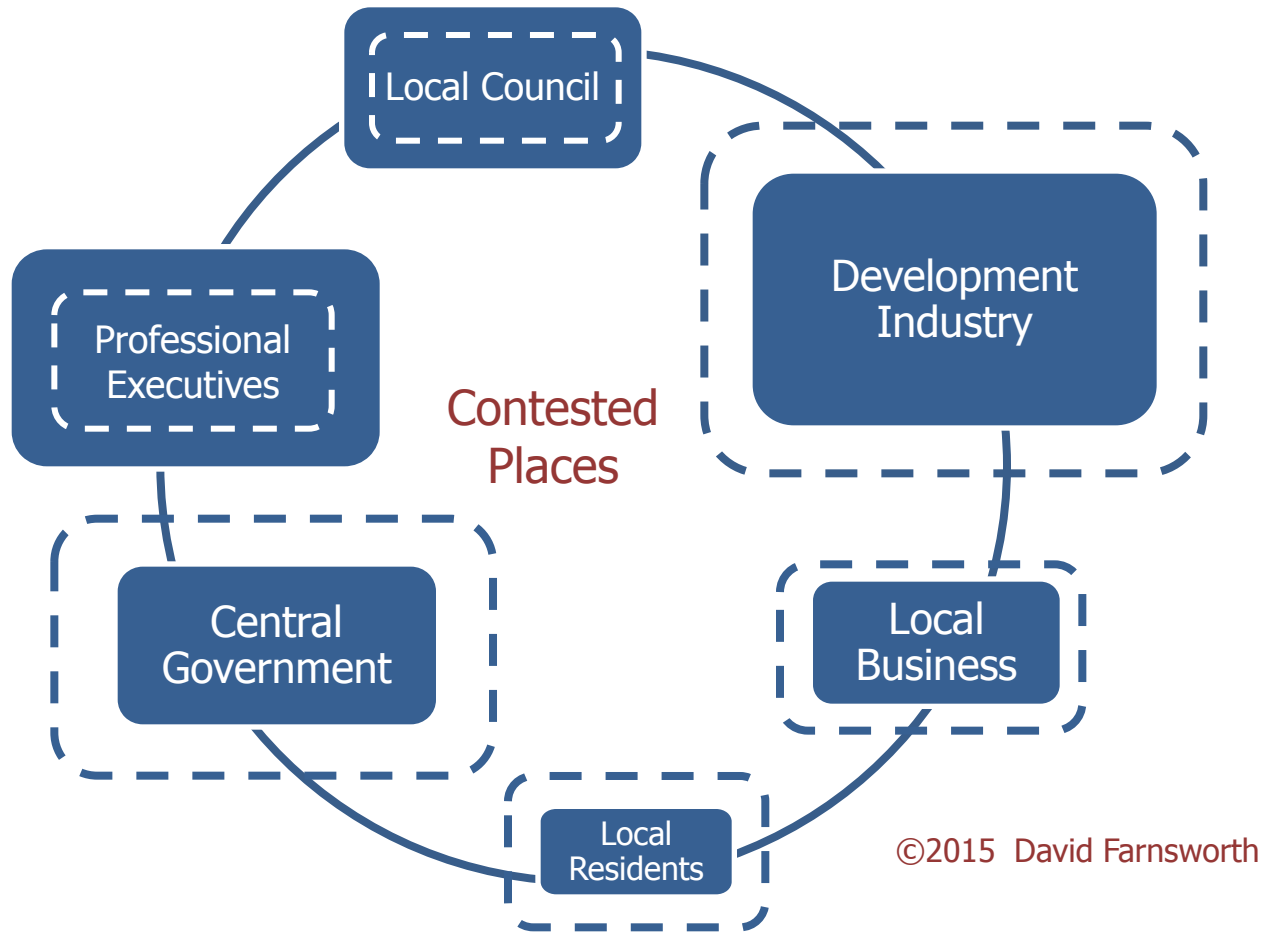 Local Council
Development
Industry
Professional
Executives
Contested
Places
Central
Government
Local
Business
Local
Residents
©2015 David Farnsworth